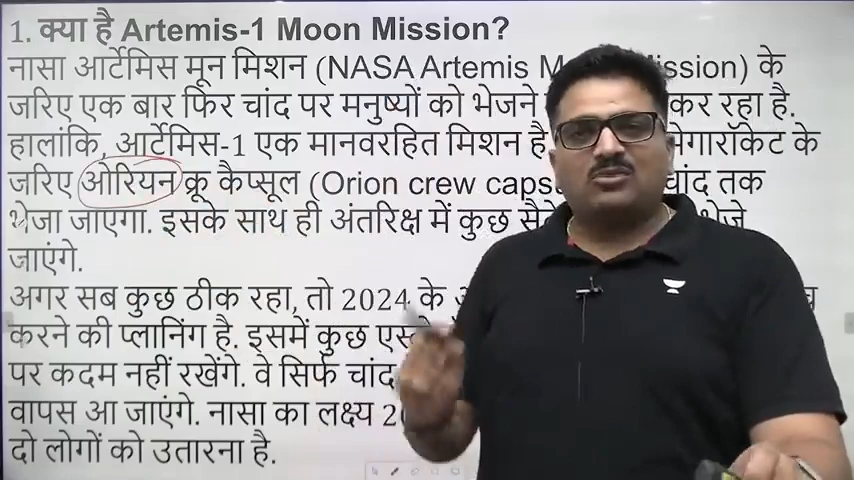 1. क्या है Artemis-1 Moon Mission?
नासा आर्टेमिस मून मिशन (NASA Artemis M ission) के
जरिए एक बार फिर चांद पर मनुष्यों को भेजने कर रहा है.
हालांकि, आर्टेमिस-1 एक मानवरहित मिशन है मेगारॉकेट के
जरिए ओरियन क्रू कैप्सूल (Orion crew caps चांद तक
भेजा जाएगा. इसके साथ ही अंतरिक्ष में कुछ भेजे
जाएंगे.
अगर सब कुछ ठीक रहा, तो 2024 के
करने की प्लानिंग है. इसमें कुछ
पर कदम नहीं रखेंगे. वे सिर्फ चांद
वापस आ जाएंगे. नासा का लक्ष्य
दो लोगों को उतारना है.